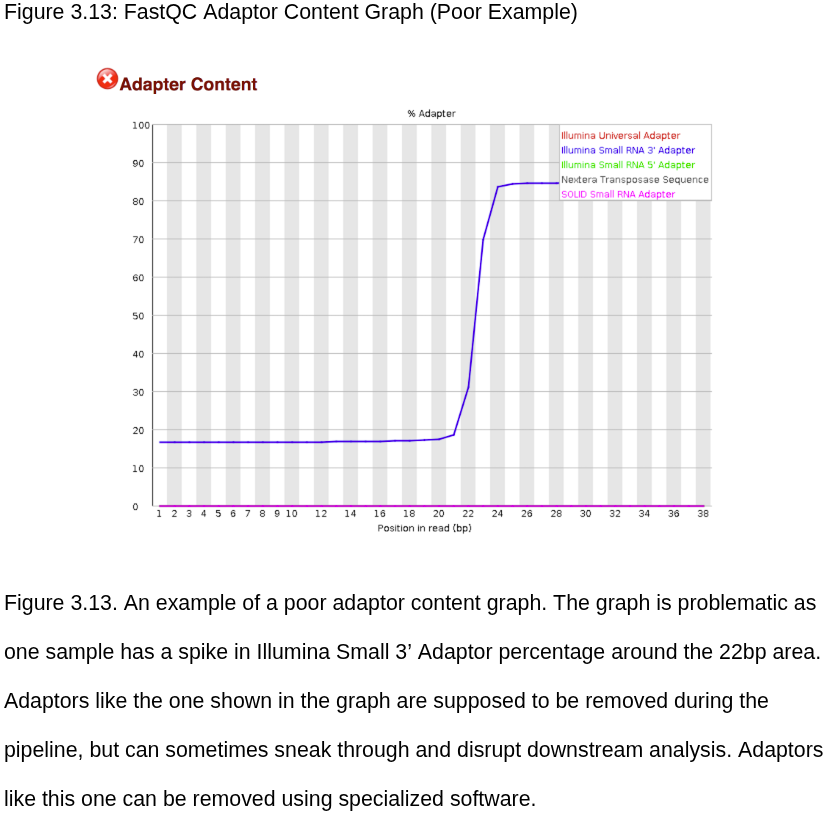 Figure 3.13: FastQC Adaptor Content Graph (Poor Example)
Adapter Content
% Adapter
Illumina Universal Adapter
Illumina Small RNA 3' Adapter
Illumina Small RNA 5' Adapter
Nextera Transposase Sequence
SOLID Small RNA Adapter
100
90
80
70
60
50
40
30
20
10
0
1 2 3 4 5 6 7 8 9 10 12 14 16 18 20 22 24 26 28 30 32 34 36 38
Position in read (bp)
Figure 3.13. An example of a poor adaptor content graph. The graph is problematic as
one sample has a spike in Illumina Small 3’ Adaptor percentage around the 22bp area.
Adaptors like the one shown in the graph are supposed to be removed during the
pipeline, but can sometimes sneak through and disrupt downstream analysis. Adaptors
like this one can be removed using specialized software.